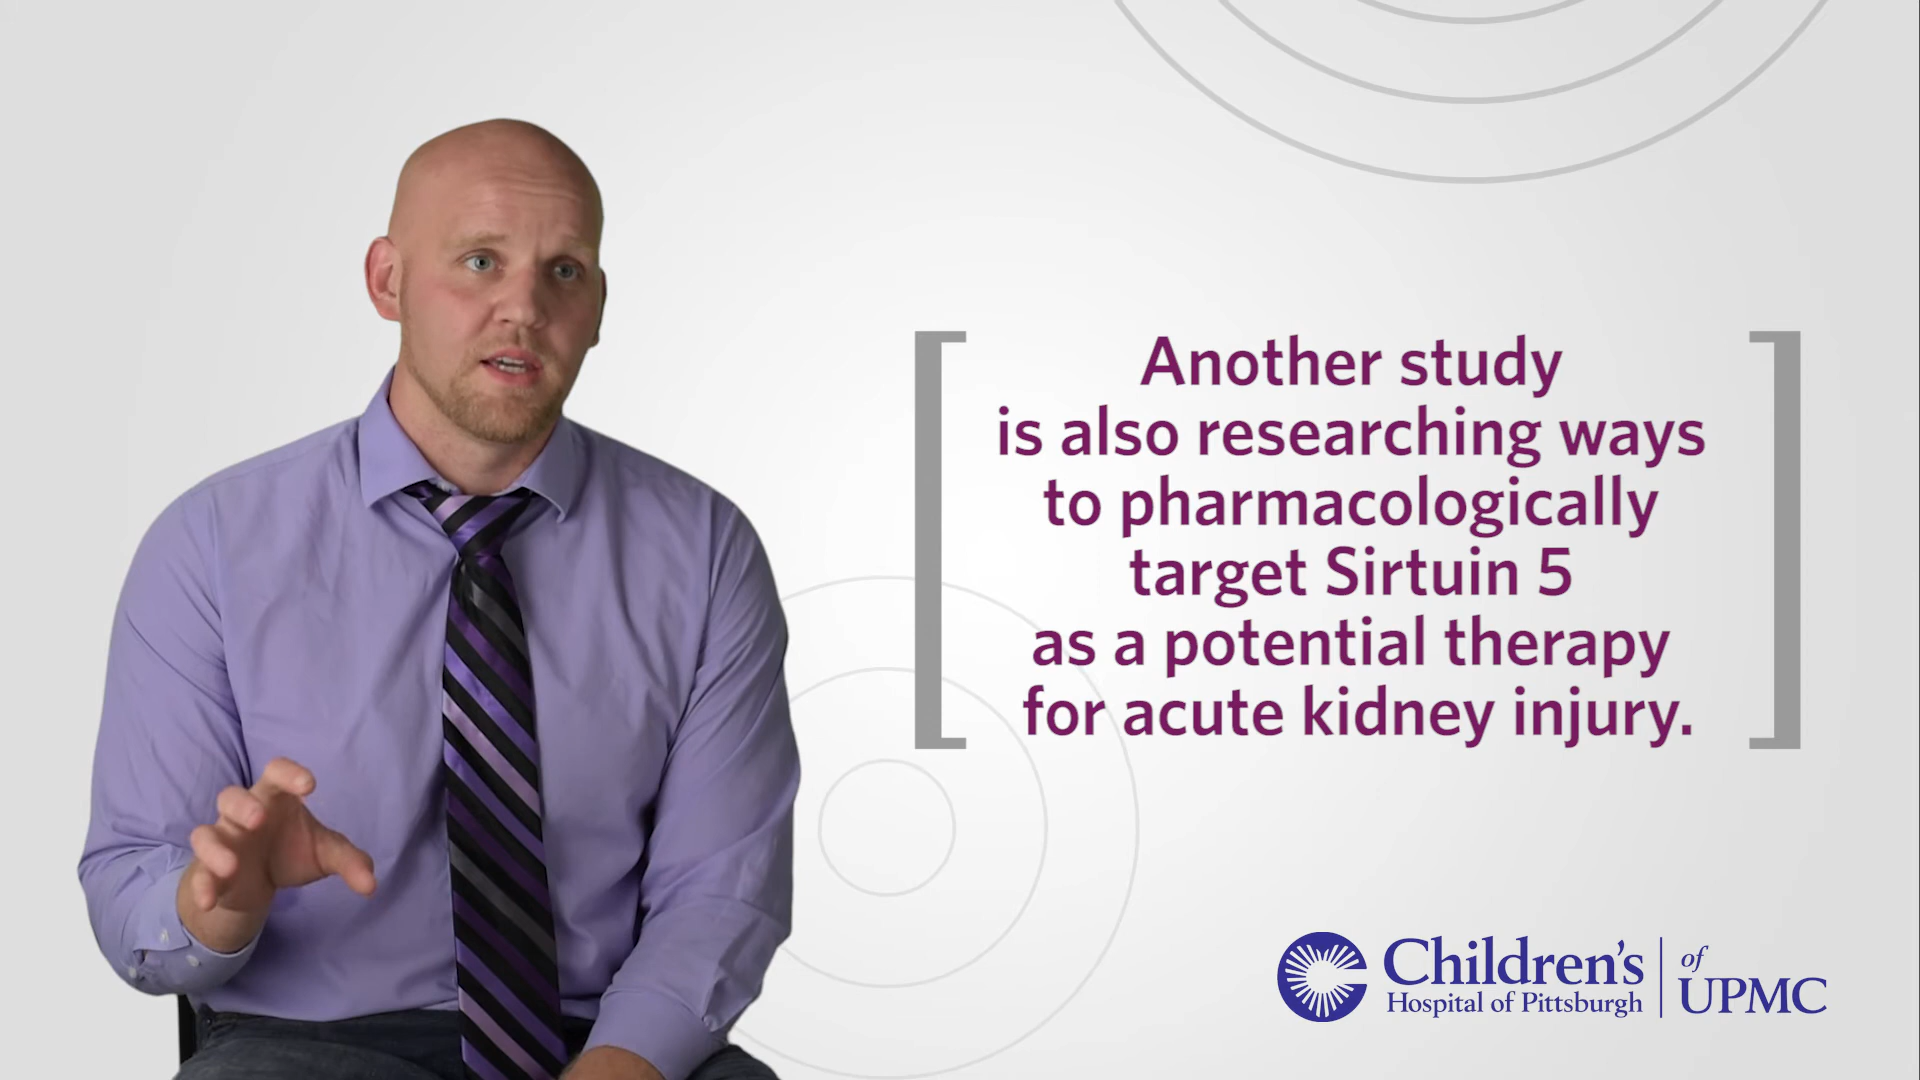 Another study
is also researching ways
to pharmacologically
target Sirtuin 5
as a potential therapy
for acute kidney injury.
Children's
Hospital of Pittsburgh
of
UPMC